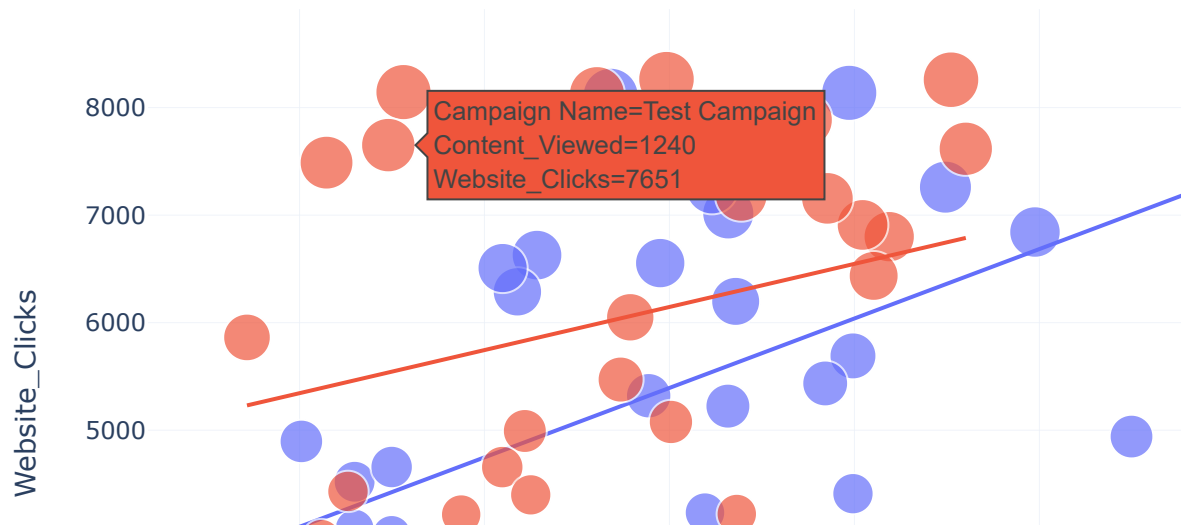 8000
7000
6000
5000
Website_Clicks
Campaign Name=Test Campaign
Content_Viewed=1240
Website_Clicks=7651